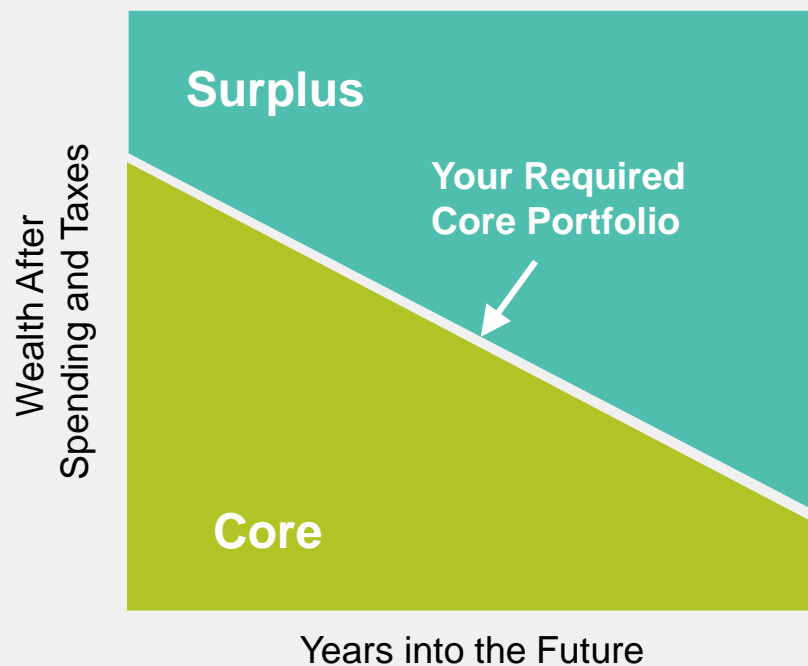 Surplus
Your Required
Core Portfolio
Wealth After
Spending and Taxes
Core
Years into the Future